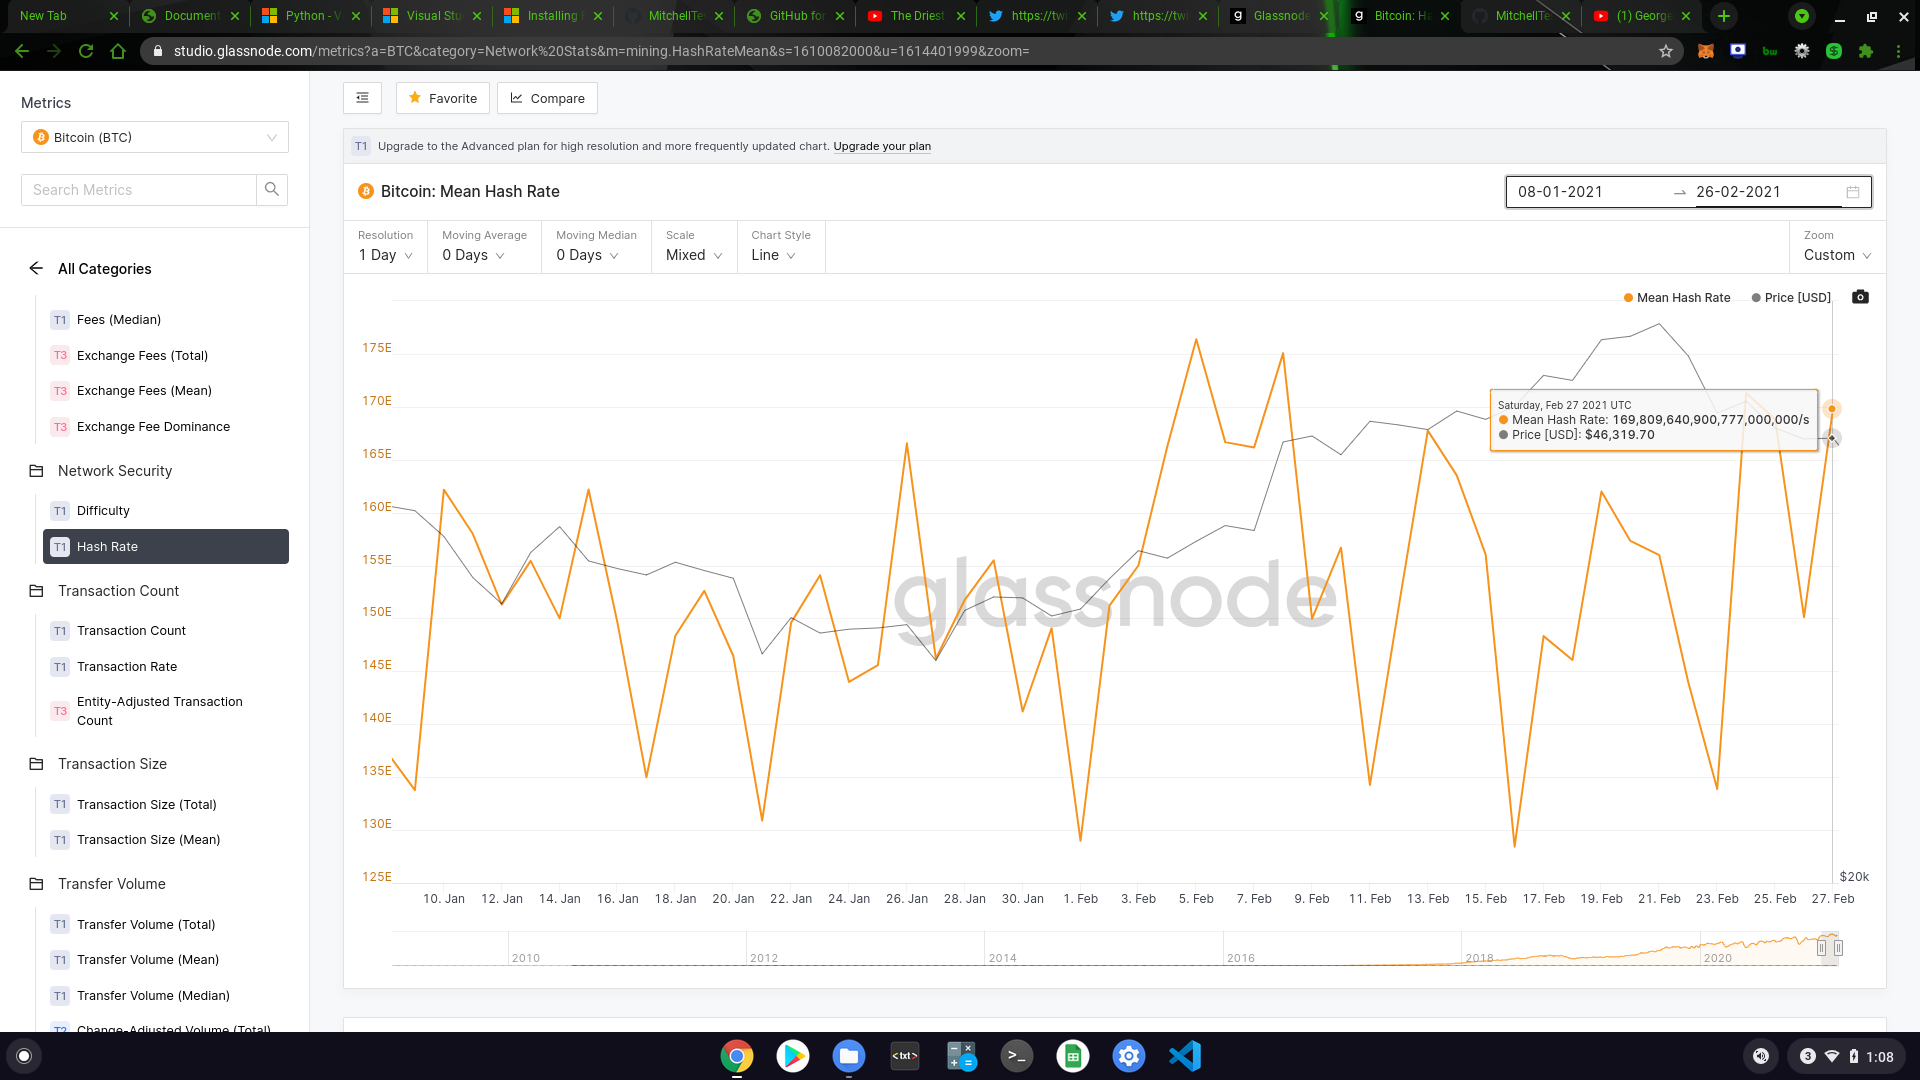 New Tab
Document
Python - V
Visual Stu
Installing
MitchellTe
GitHub for
The Driest
https://twi
https://twi
Glassnode
Bitcoin: Ha
MitchellTe
(1) George
studio.glassnode.com/metrics?a=BTC&category=Network%20Stats&m=mining.HashRateMean&s=1610082000&u=1614401999&zoom=
Metrics
Bitcoin (BTC)
Search Metrics
All Categories
T1 Fees (Median)
T3 Exchange Fees (Total)
T3 Exchange Fees (Mean)
T3 Exchange Fee Dominance
Network Security
T1 Difficulty
T1 Hash Rate
Transaction Count
T1 Transaction Count
T1 Transaction Rate
T3 Entity-Adjusted Transaction
Count
Transaction Size
T1 Transaction Size (Total)
T1 Transaction Size (Mean)
Transfer Volume
T1 Transfer Volume (Total)
T1 Transfer Volume (Mean)
T1 Transfer Volume (Median)
T2 Change-Adjusted Volume (Total)
Favorite
Compare
T1 Upgrade to the Advanced plan for high resolution and more frequently updated chart. Upgrade your plan
Bitcoin: Mean Hash Rate
08-01-2021 → 26-02-2021
Resolution
1 Day
Moving Average
0 Days
Moving Median
0 Days
Scale
Mixed
Chart Style
Line
Zoom
Custom
Mean Hash Rate
Price [USD]
175E
170E
165E
160E
155E
150E
145E
140E
135E
130E
125E
Saturday, Feb 27 2021 UTC
Mean Hash Rate: 169,809,640,900,777,000,000/s
Price [USD]: $46,319.70
glassnode
$20k
10. Jan 12. Jan 14. Jan 16. Jan 18. Jan 20. Jan 22. Jan 24. Jan 26. Jan 28. Jan 30. Jan 1. Feb 3. Feb 5. Feb 7. Feb 9. Feb 11. Feb 13. Feb 15. Feb 17. Feb 19. Feb 21. Feb 23. Feb 25. Feb 27. Feb
2010 2012 2014 2016 2018 2020
<txt>
3
1:08